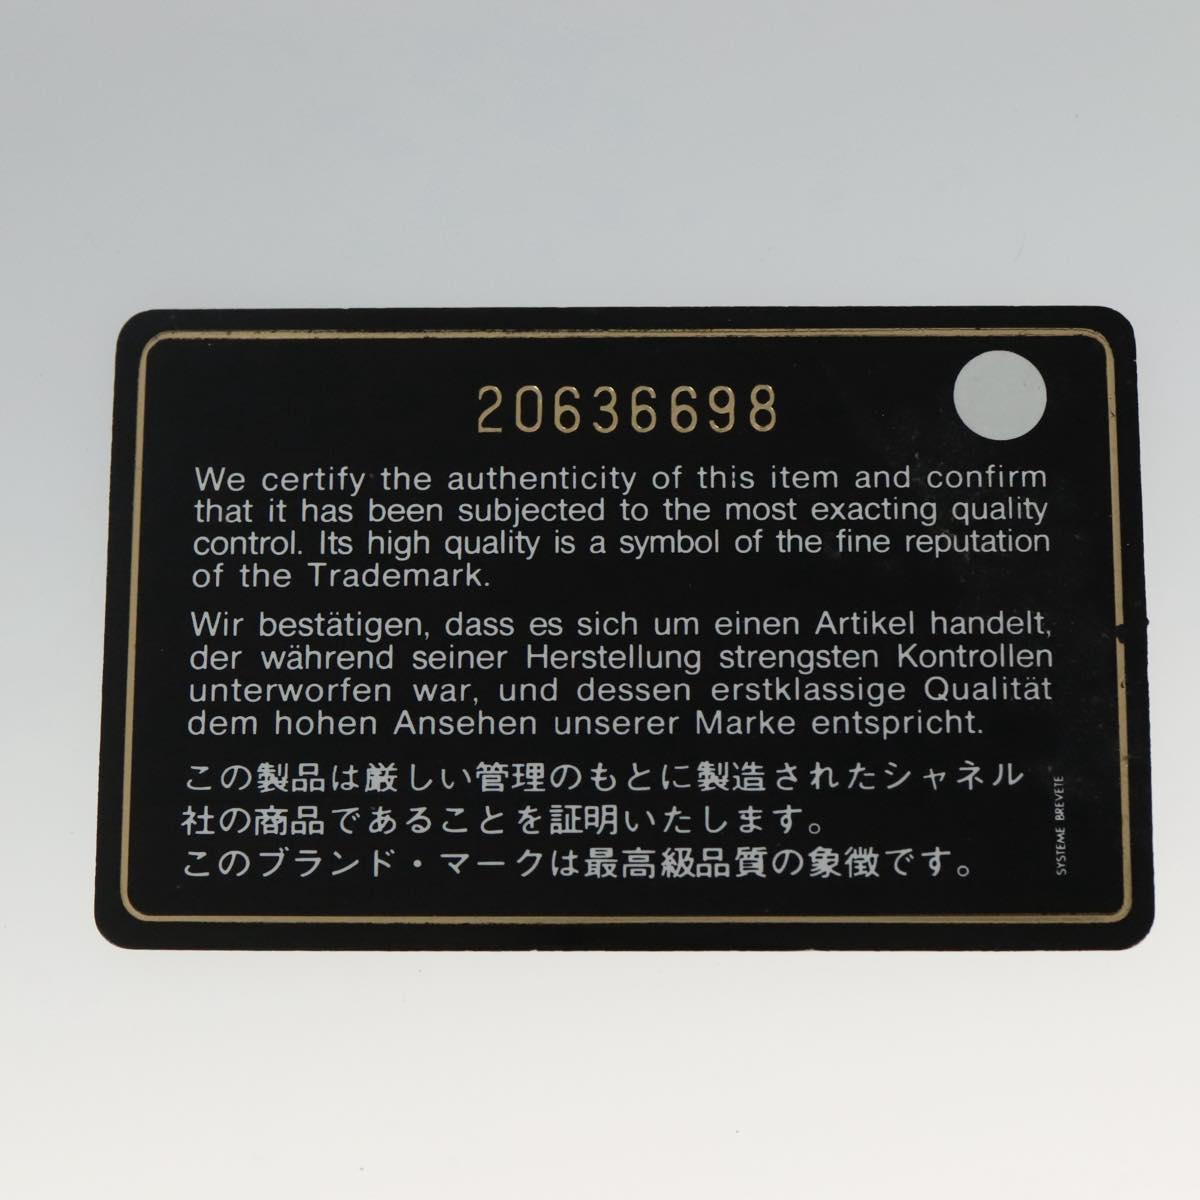 20636698
We certify the authenticity of this item and confirm
that it has been subjected to the most exacting quality
control. Its high quality is a symbol of the fine reputation
of the Trademark.
Wir bestätigen, dass es sich um einen Artikel handelt,
der während seiner Herstellung strengsten Kontrollen
unterworfen war, und dessen erstklassige Qualität
dem hohen Ansehen unserer Marke entspricht.
この製品は厳しい管理のもとに製造されたシャネル
社の商品であることを証明いたします。
このブランド・マークは最高級品質の象徴です。
SYSTEME BREVETE